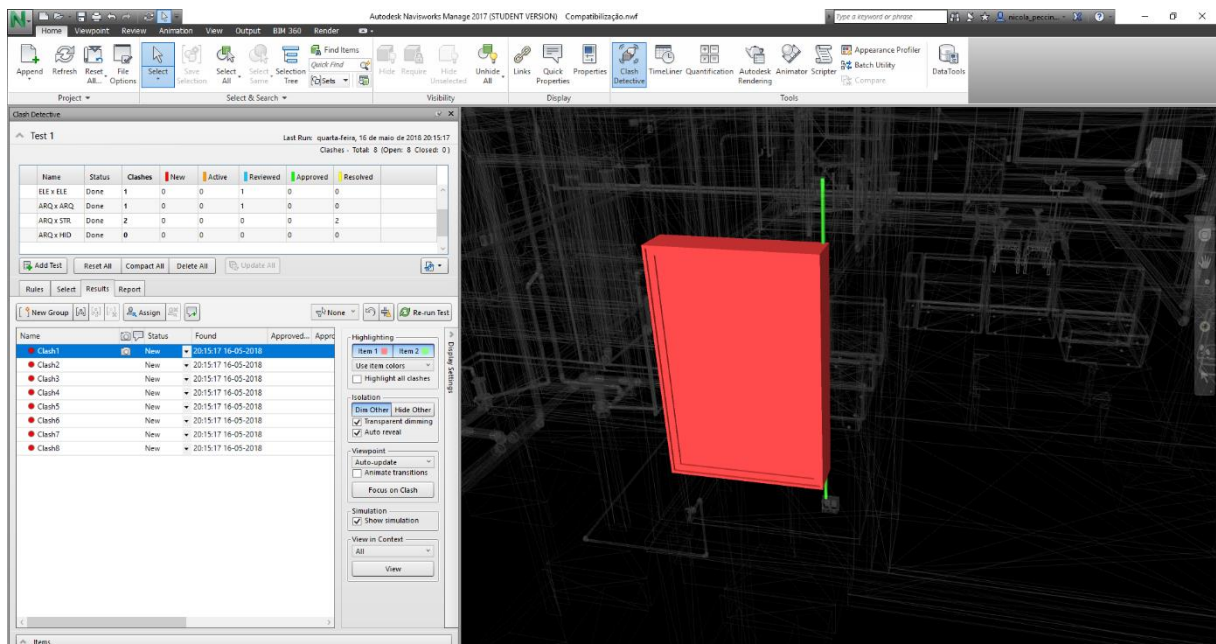 Autodesk Navisworks Manage 2017 (STUDENT VERSION) Compatibilização.nwf
Type a keyword or phrase
nicola_peccin...
Home Viewpoint Review Animation View Output BIM 360 Render
Append Refresh Reset All... File Options
Select Save Selection Select All Select Same Selection Tree
Find Items
Quick Find
Sets
Hide Require Hide Unselected Unhide All
Links Quick Properties Properties
Clash Detective TimeLiner Quantification Autodesk Rendering Animator Scripter
Appearance Profiler
Batch Utility
Compare
DataTools
Project Select & Search Visibility Display Tools
Clash Detective
Test 1
Last Run: quarta-feira, 16 de maio de 2018 20:15:17
Clashes - Total: 8 (Open: 8 Closed: 0)
Name Status Clashes New Active Reviewed Approved Resolved
ELE x ELE Done 1 0 0 1 0 0
ARQ x ARQ Done 1 0 0 1 0 0
ARQ x STR Done 2 0 0 0 0 2
ARQ x HID Done 0 0 0 0 0 0
Add Test Reset All Compact All Delete All Update All
Rules Select Results Report
New Group Assign None Re-run Test
Name Status Found Approved... Appro
Clash1 New 20:15:17 16-05-2018
Clash2 New 20:15:17 16-05-2018
Clash3 New 20:15:17 16-05-2018
Clash4 New 20:15:17 16-05-2018
Clash5 New 20:15:17 16-05-2018
Clash6 New 20:15:17 16-05-2018
Clash7 New 20:15:17 16-05-2018
Clash8 New 20:15:17 16-05-2018
Display Settings
Highlighting
Item 1 Item 2
Use item colors
Highlight all clashes
Isolation
Dim Other Hide Other
Transparent dimming
Auto reveal
Viewpoint
Auto-update
Animate transitions
Focus on Clash
Simulation
Show simulation
View in Context
All
View
Items